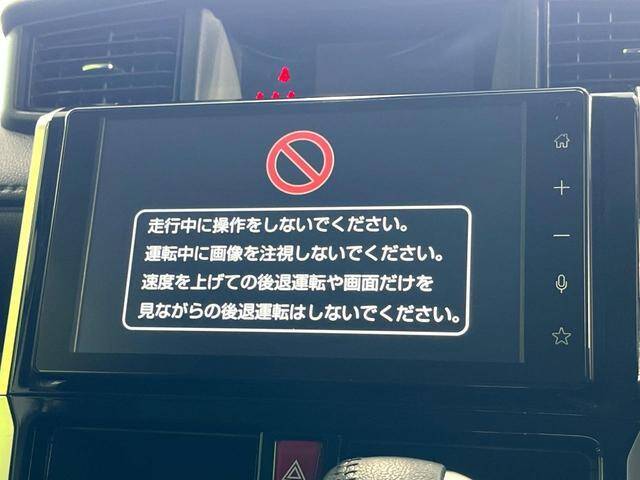 走行中に操作をしないでください。
運転中に画像を注視しないでください。
速度を上げての後退運転や画面だけを
見ながらの後退運転はしないでください。